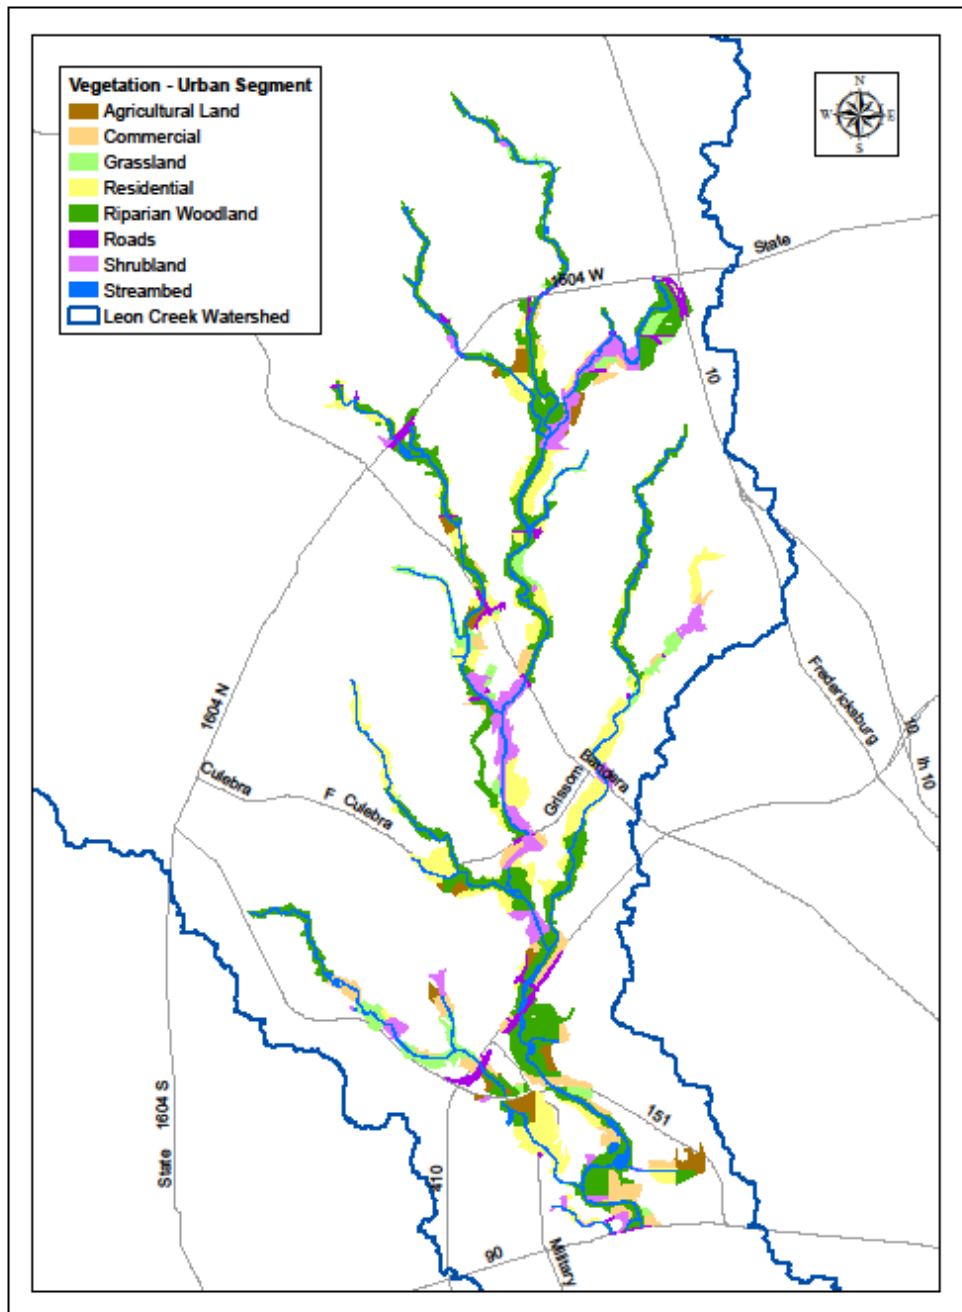 Vegetation - Urban Segment
Agricultural Land
Commercial
Grassland
Residential
Riparian Woodland
Roads
Shrubland
Streambed
Leon Creek Watershed
N
W E
S
State
1604 W
10
1604 N
Fredericksburg
10
Ih 10
Bandera
Grissom
Culebra
F Culebra
151
State 1604 S
410
Military
90